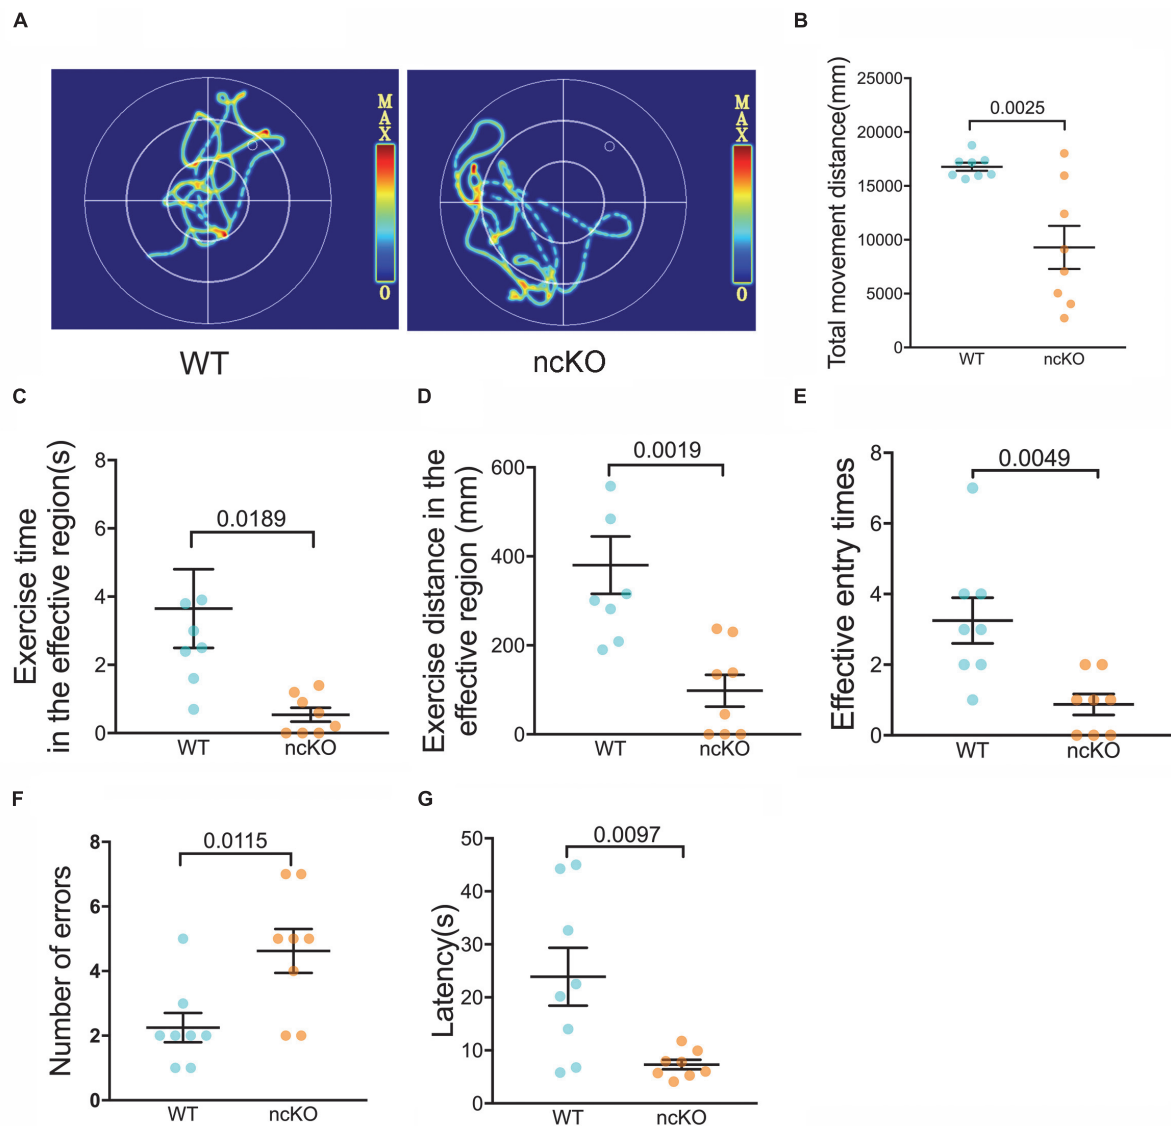 A
B
MAX
0
WT
MAX
0
ncKO
Total movement distance(mm)
25000
20000
15000
10000
5000
0
0.0025
WT
ncKO
C
Exercise time
in the effective region(s)
8
6
4
2
0
0.0189
WT
ncKO
D
Exercise distance in the
effective region (mm)
600
400
200
0
0.0019
WT
ncKO
E
Effective entry times
8
6
4
2
0
0.0049
WT
ncKO
F
Number of errors
8
6
4
2
0
0.0115
WT
ncKO
G
Latency(s)
50
40
30
20
10
0
0.0097
WT
ncKO